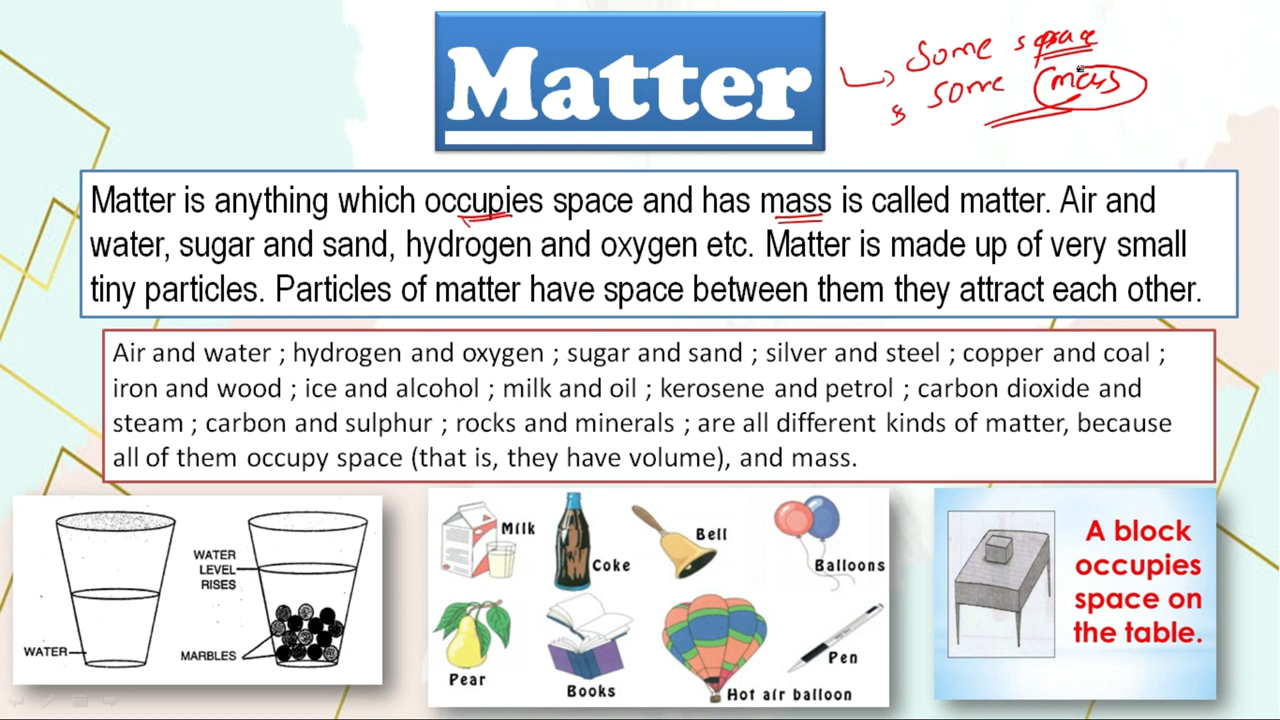 Matter
some space
& some mass
Matter is anything which occupies space and has mass is called matter. Air and
water, sugar and sand, hydrogen and oxygen etc. Matter is made up of very small
tiny particles. Particles of matter have space between them they attract each other.
Air and water ; hydrogen and oxygen ; sugar and sand ; silver and steel ; copper and coal ;
iron and wood ; ice and alcohol ; milk and oil ; kerosene and petrol ; carbon dioxide and
steam ; carbon and sulphur ; rocks and minerals ; are all different kinds of matter, because
all of them occupy space (that is, they have volume), and mass.
WATER
WATER
LEVEL
RISES
MARBLES
Milk
Coke
Bell
Balloons
Pear
Books
Hot air balloon
Pen
A block
occupies
space on
the table.